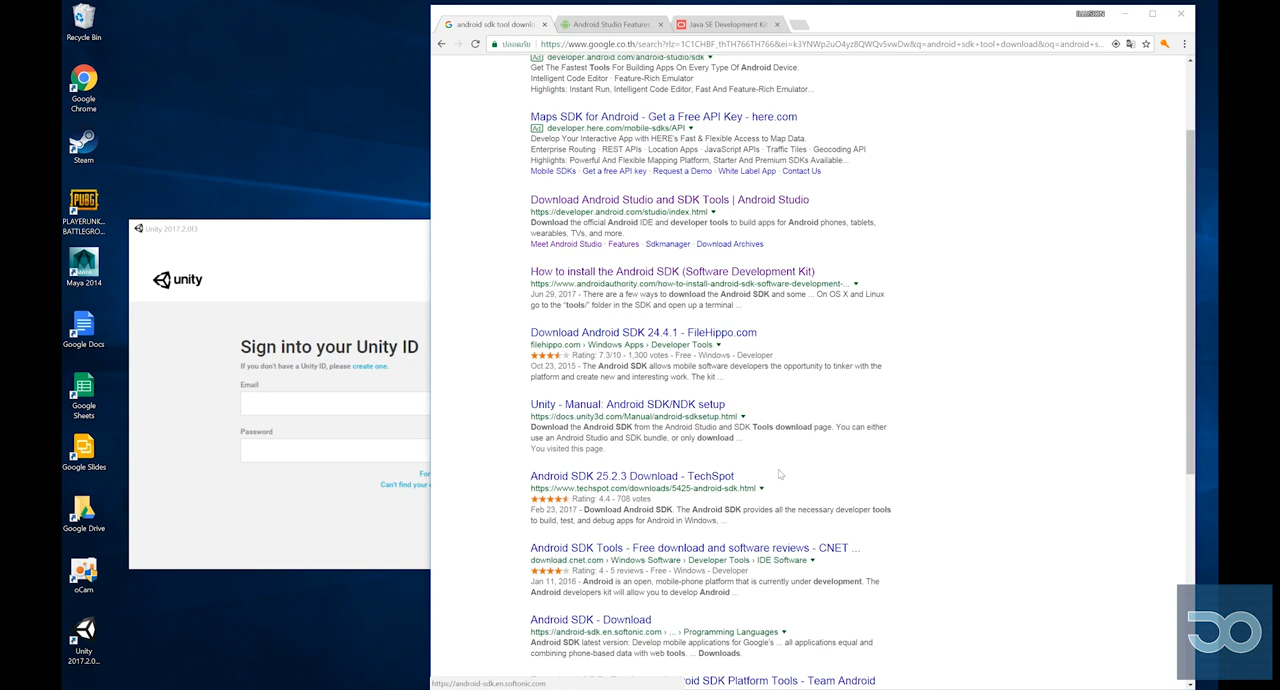 Recycle Bin
Google
Chrome
Steam
PUBG
PLAYERUNK...
BATTLEGRO...
Maya 2014
Google Docs
Google
Sheets
Google Slides
Google Drive
oCam
Unity
2017.2.0...
Unity 2017.2.0f3
unity
Sign into your Unity ID
If you don't have a Unity ID, please create one.
Email
Password
For
Can't find your
ILLUSION
android sdk tool downlo
Android Studio Features
Java SE Development Kit
ปลอดภัย
https://www.google.co.th/search?rlz=1C1CHBF_thTH766TH766&ei=k3YNWp2uO4yz8QWQv5vwDw&q=android+sdk+tool+download&oq=android+s...
Ad developer.android.com/android-studio/sdk
Get The Fastest Tools For Building Apps On Every Type Of Android Device.
Intelligent Code Editor · Feature-Rich Emulator
Highlights: Instant Run, Intelligent Code Editor, Fast And Feature-Rich Emulator...
Maps SDK for Android - Get a Free API Key - here.com
Ad developer.here.com/mobile-sdks/API
Develop Your Interactive App with HERE's Fast & Flexible Access to Map Data.
Enterprise Routing · REST APIs · Location Apps · JavaScript APIs · Traffic Tiles · Geocoding API
Highlights: Powerful And Flexible Mapping Platform, Starter And Premium SDKs Available...
Mobile SDKs · Get a free API key · Request a Demo · White Label App · Contact Us
Download Android Studio and SDK Tools | Android Studio
https://developer.android.com/studio/index.html
Download the official Android IDE and developer tools to build apps for Android phones, tablets,
wearables, TVs, and more.
Meet Android Studio · Features · Sdkmanager · Download Archives
How to install the Android SDK (Software Development Kit)
https://www.androidauthority.com/how-to-install-android-sdk-software-development-...
Jun 29, 2017 - There are a few ways to download the Android SDK and some ... On OS X and Linux
go to the “tools/” folder in the SDK and open up a terminal ...
Download Android SDK 24.4.1 - FileHippo.com
filehippo.com › Windows Apps › Developer Tools
Rating: 7.3/10 - 1,300 votes - Free - Windows - Developer
Oct 23, 2015 - The Android SDK allows mobile software developers the opportunity to tinker with the
platform and create new and interesting work. The kit ...
Unity - Manual: Android SDK/NDK setup
https://docs.unity3d.com/Manual/android-sdksetup.html
Download the Android SDK from the Android Studio and SDK Tools download page. You can either
use an Android Studio and SDK bundle, or only download ...
You visited this page.
Android SDK 25.2.3 Download - TechSpot
https://www.techspot.com/downloads/5425-android-sdk.html
Rating: 4.4 - 708 votes
Feb 23, 2017 - Download Android SDK. The Android SDK provides all the necessary developer tools
to build, test, and debug apps for Android in Windows, ...
Android SDK Tools - Free download and software reviews - CNET ...
download.cnet.com › Windows Software › Developer Tools › IDE Software
Rating: 4 - 5 reviews - Free - Windows - Developer
Jan 11, 2016 - Android is an open, mobile-phone platform that is currently under development. The
Android developers kit will allow you to develop Android ...
Android SDK - Download
https://android-sdk.en.softonic.com › ... › Programming Languages
Android SDK latest version: Develop mobile applications for Google's ... all applications equal and
combining phone-based data with web tools. ... Downloads.
SDK Platform Tools - Team Android
https://android-sdk.en.softonic.com